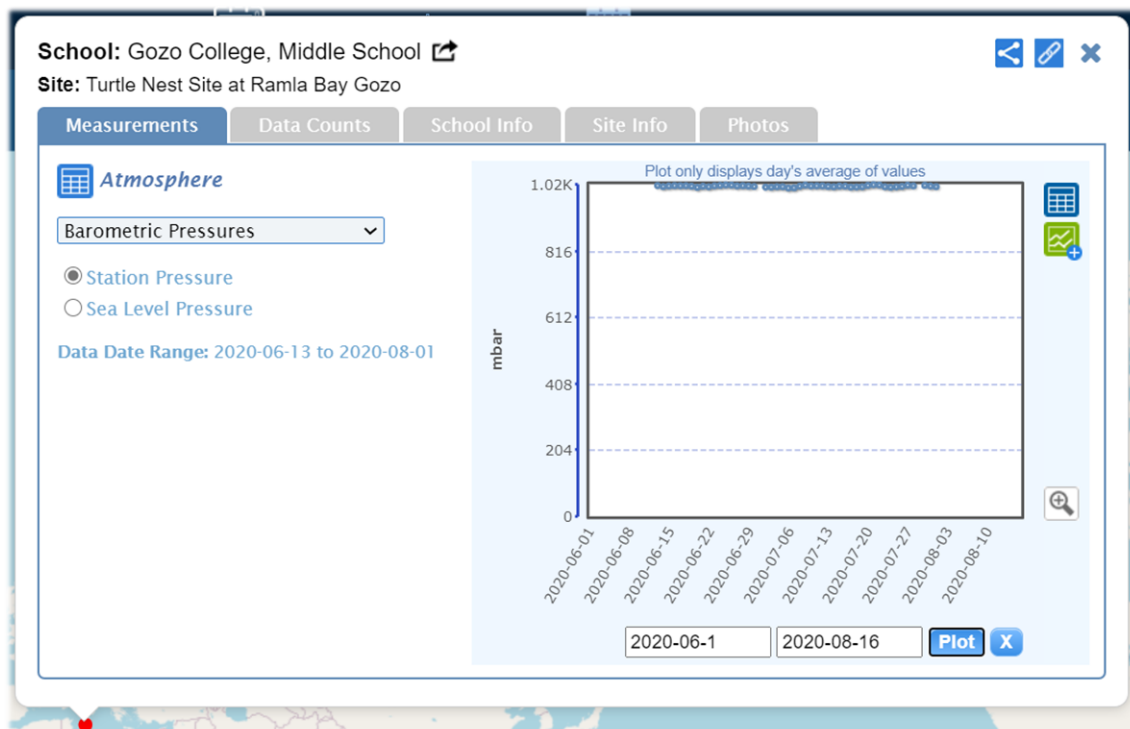 School: Gozo College, Middle School
Site: Turtle Nest Site at Ramla Bay Gozo
Measurements
Data Counts
School Info
Site Info
Photos
Atmosphere
Barometric Pressures
Station Pressure
Sea Level Pressure
Data Date Range: 2020-06-13 to 2020-08-01
Plot only displays day's average of values
1.02K
816
612
408
204
0
mbar
2020-06-01
2020-06-08
2020-06-15
2020-06-22
2020-06-29
2020-07-06
2020-07-13
2020-07-20
2020-07-27
2020-08-03
2020-08-10
2020-06-1
2020-08-16
Plot
X